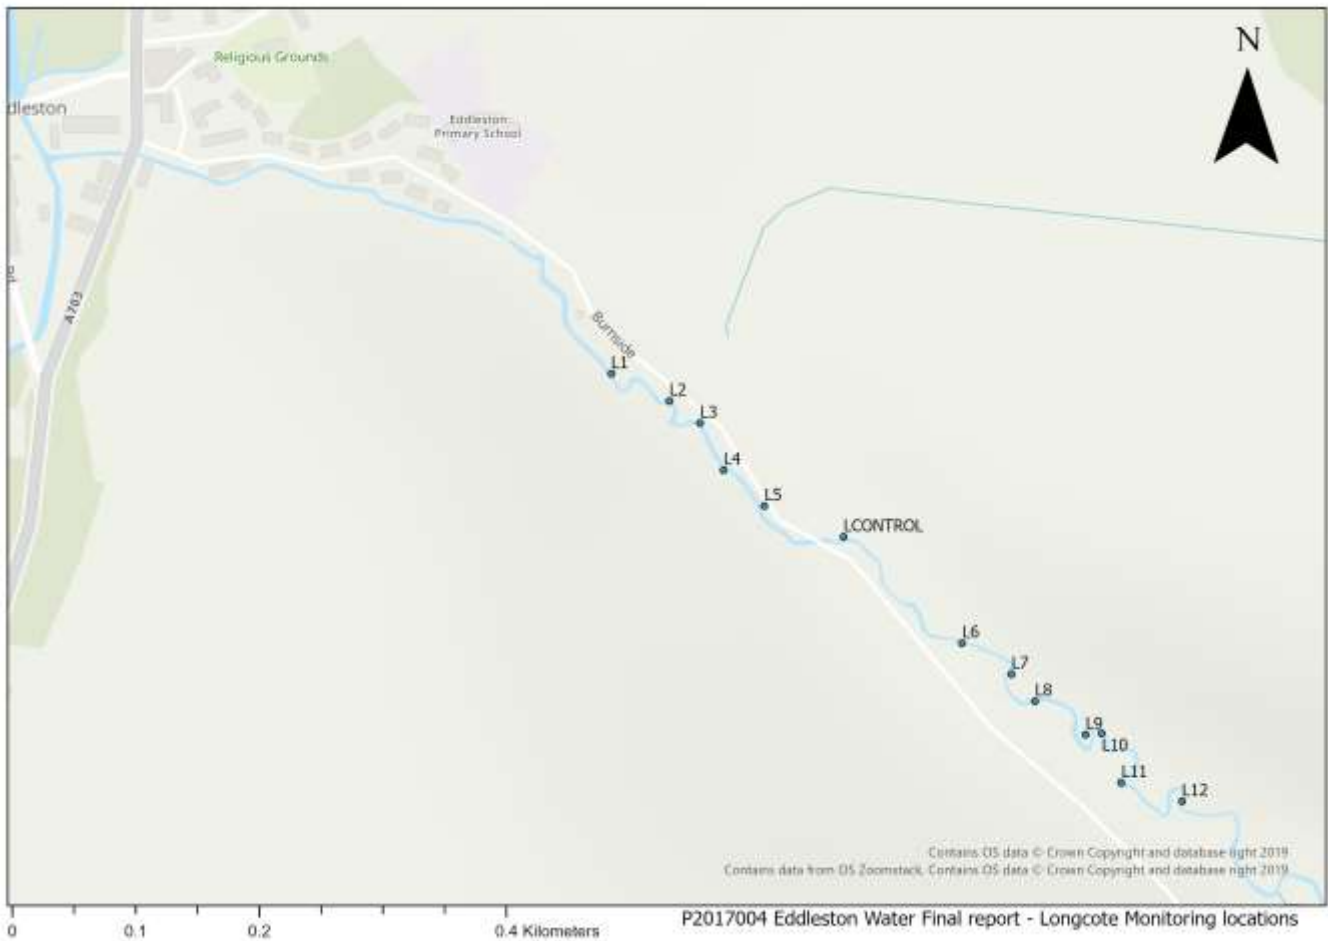 N
Religious Grounds
dleston
Eddleston
Primary School
A703
Burnside
L1
L2
L3
L4
L5
LCONTROL
L6
L7
L8
L9
L10
L11
L12
Contains OS data © Crown Copyright and database right 2019
Contains data from OS Zoomstack, Contains OS data © Crown Copyright and database right 2019
0 0.1 0.2 0.4 Kilometers
P2017004 Eddleston Water Final report - Longcote Monitoring locations